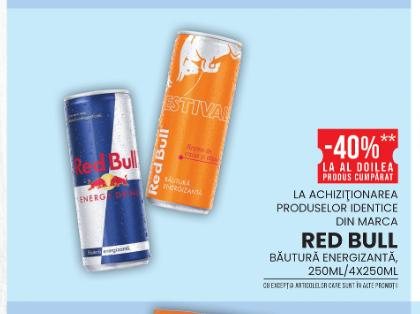 Red Bull
ENERGY DRINK
energizantă.
FESTIVAL
Red Bull
BĂUTURĂ
ENERGIZANTĂ
-40%**
LA AL DOILEA
PRODUS CUMPĂRAT
LA ACHIZIȚIONAREA
PRODUSELOR IDENTICE
DIN MARCA
RED BULL
BĂUTURĂ ENERGIZANTĂ,
250ML/4X250ML
CU EXCEPȚIA ARTICOLELOR CARE SUNT ÎN ALTE PROMOȚII